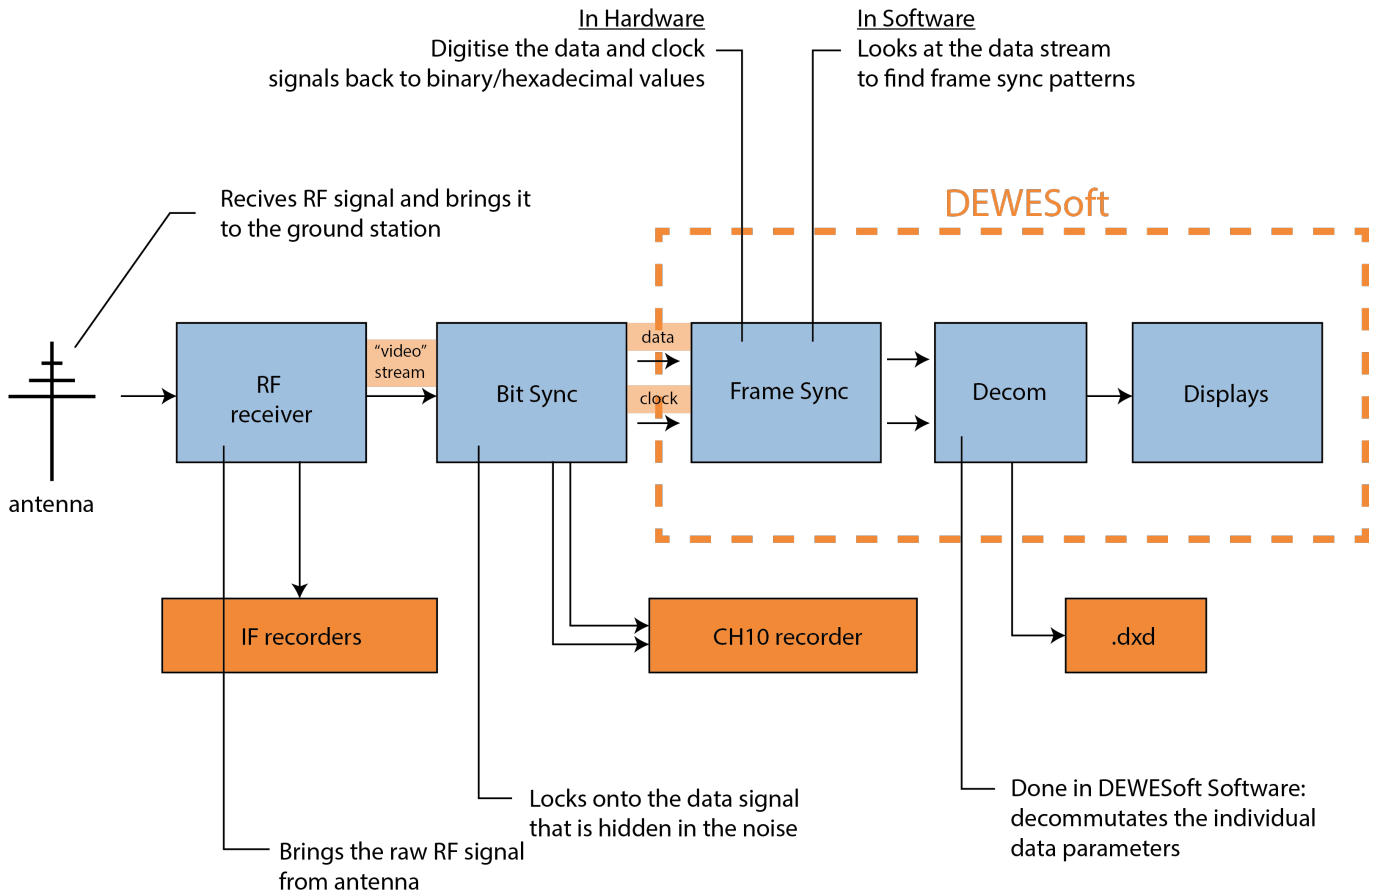 In Hardware
Digitise the data and clock
signals back to binary/hexadecimal values
In Software
Looks at the data stream
to find frame sync patterns
Recives RF signal and brings it
to the ground station
DEWESoft
antenna
RF
receiver
"video"
stream
Bit Sync
data
clock
Frame Sync
Decom
Displays
IF recorders
CH10 recorder
.dxd
Locks onto the data signal
that is hidden in the noise
Brings the raw RF signal
from antenna
Done in DEWESoft Software:
decommutates the individual
data parameters